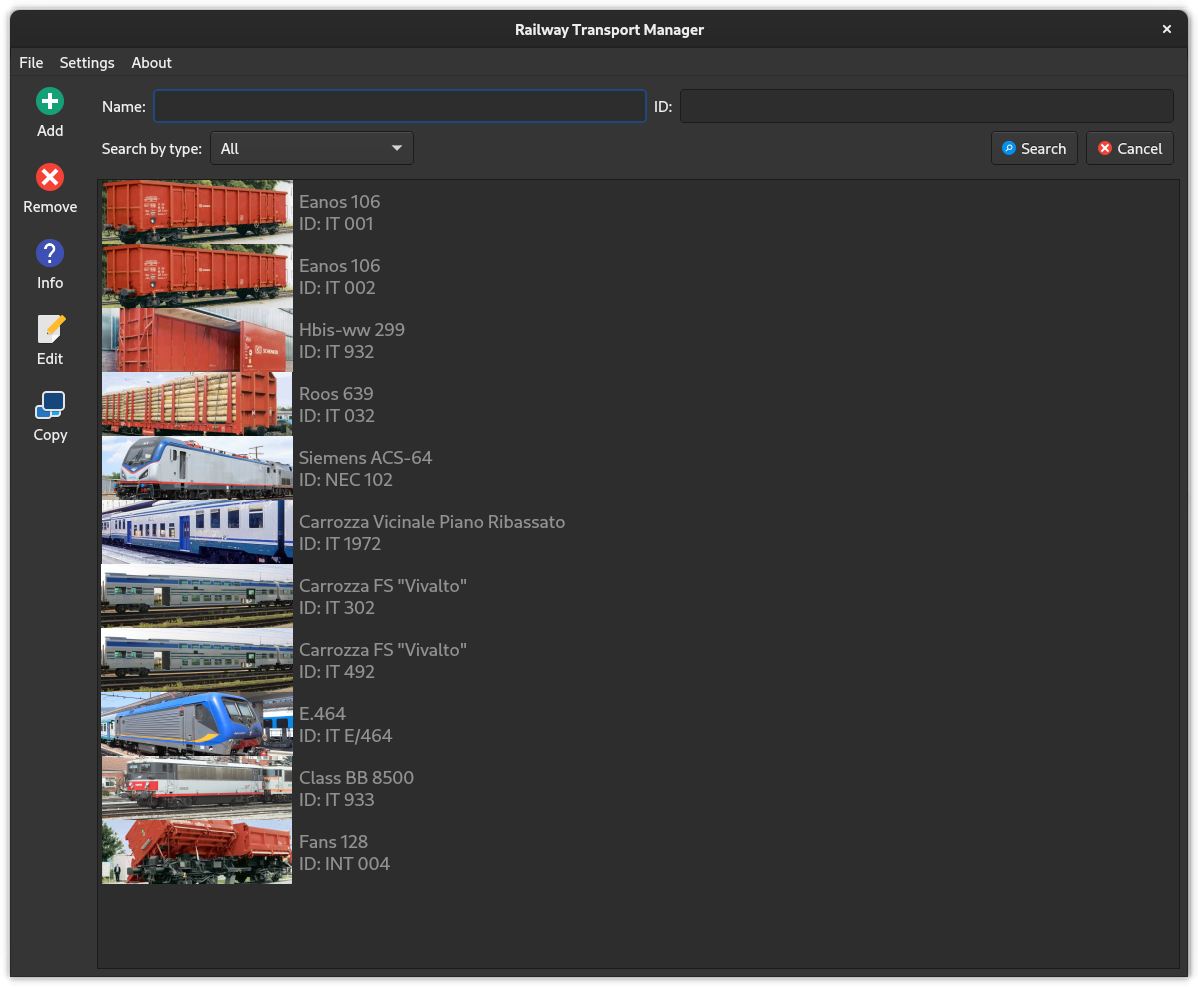 Railway Transport Manager
File Settings About
Add
Remove
Info
Edit
Copy
Name:
ID:
Search by type: All
Search
Cancel
Eanos 106
ID: IT 001
Eanos 106
ID: IT 002
Hbis-ww 299
ID: IT 932
Roos 639
ID: IT 032
Siemens ACS-64
ID: NEC 102
Carrozza Vicinale Piano Ribassato
ID: IT 1972
Carrozza FS "Vivalto"
ID: IT 302
Carrozza FS "Vivalto"
ID: IT 492
E.464
ID: IT E/464
Class BB 8500
ID: IT 933
Fans 128
ID: INT 004